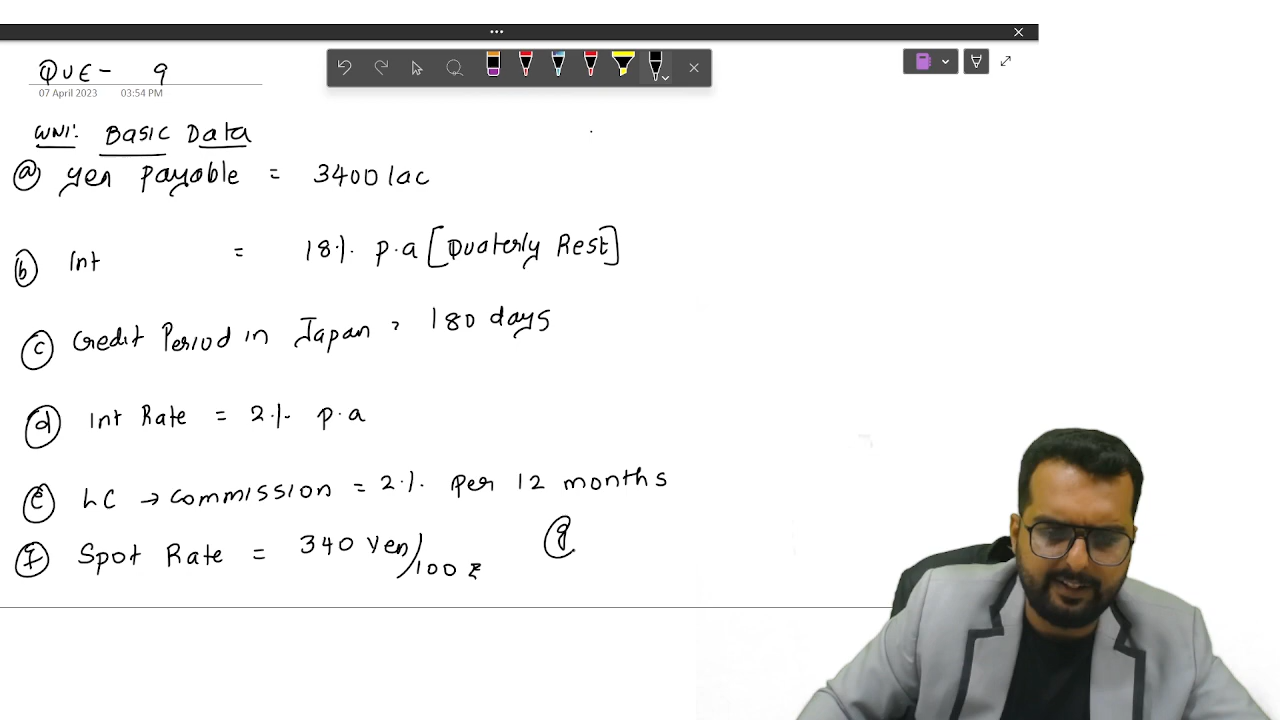 QUE- 9
07 April 2023 03:54 PM
WN1: BASIC Data
(a) Yen Payable = 3400 lac
(b) Int = 18% p.a [Quaterly Rest]
(c) Credit Period in Japan = 180 days
(d) Int Rate = 2% p.a
(e) LC → Commission = 2% per 12 months
(f) Spot Rate = 340 Yen/100 ₹ (g)